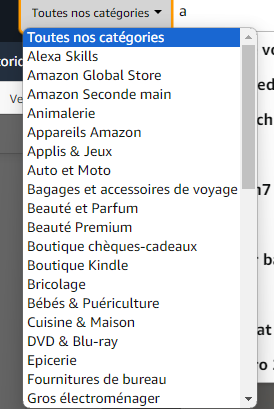 Toutes nos catégories a
Toutes nos catégories
Alexa Skills
Amazon Global Store
Amazon Seconde main
Animalerie
Appareils Amazon
Applis & Jeux
Auto et Moto
Bagages et accessoires de voyage
Beauté et Parfum
Beauté Premium
Boutique chèques-cadeaux
Boutique Kindle
Bricolage
Bébés & Puériculture
Cuisine & Maison
DVD & Blu-ray
Epicerie
Fournitures de bureau
Gros électroménager